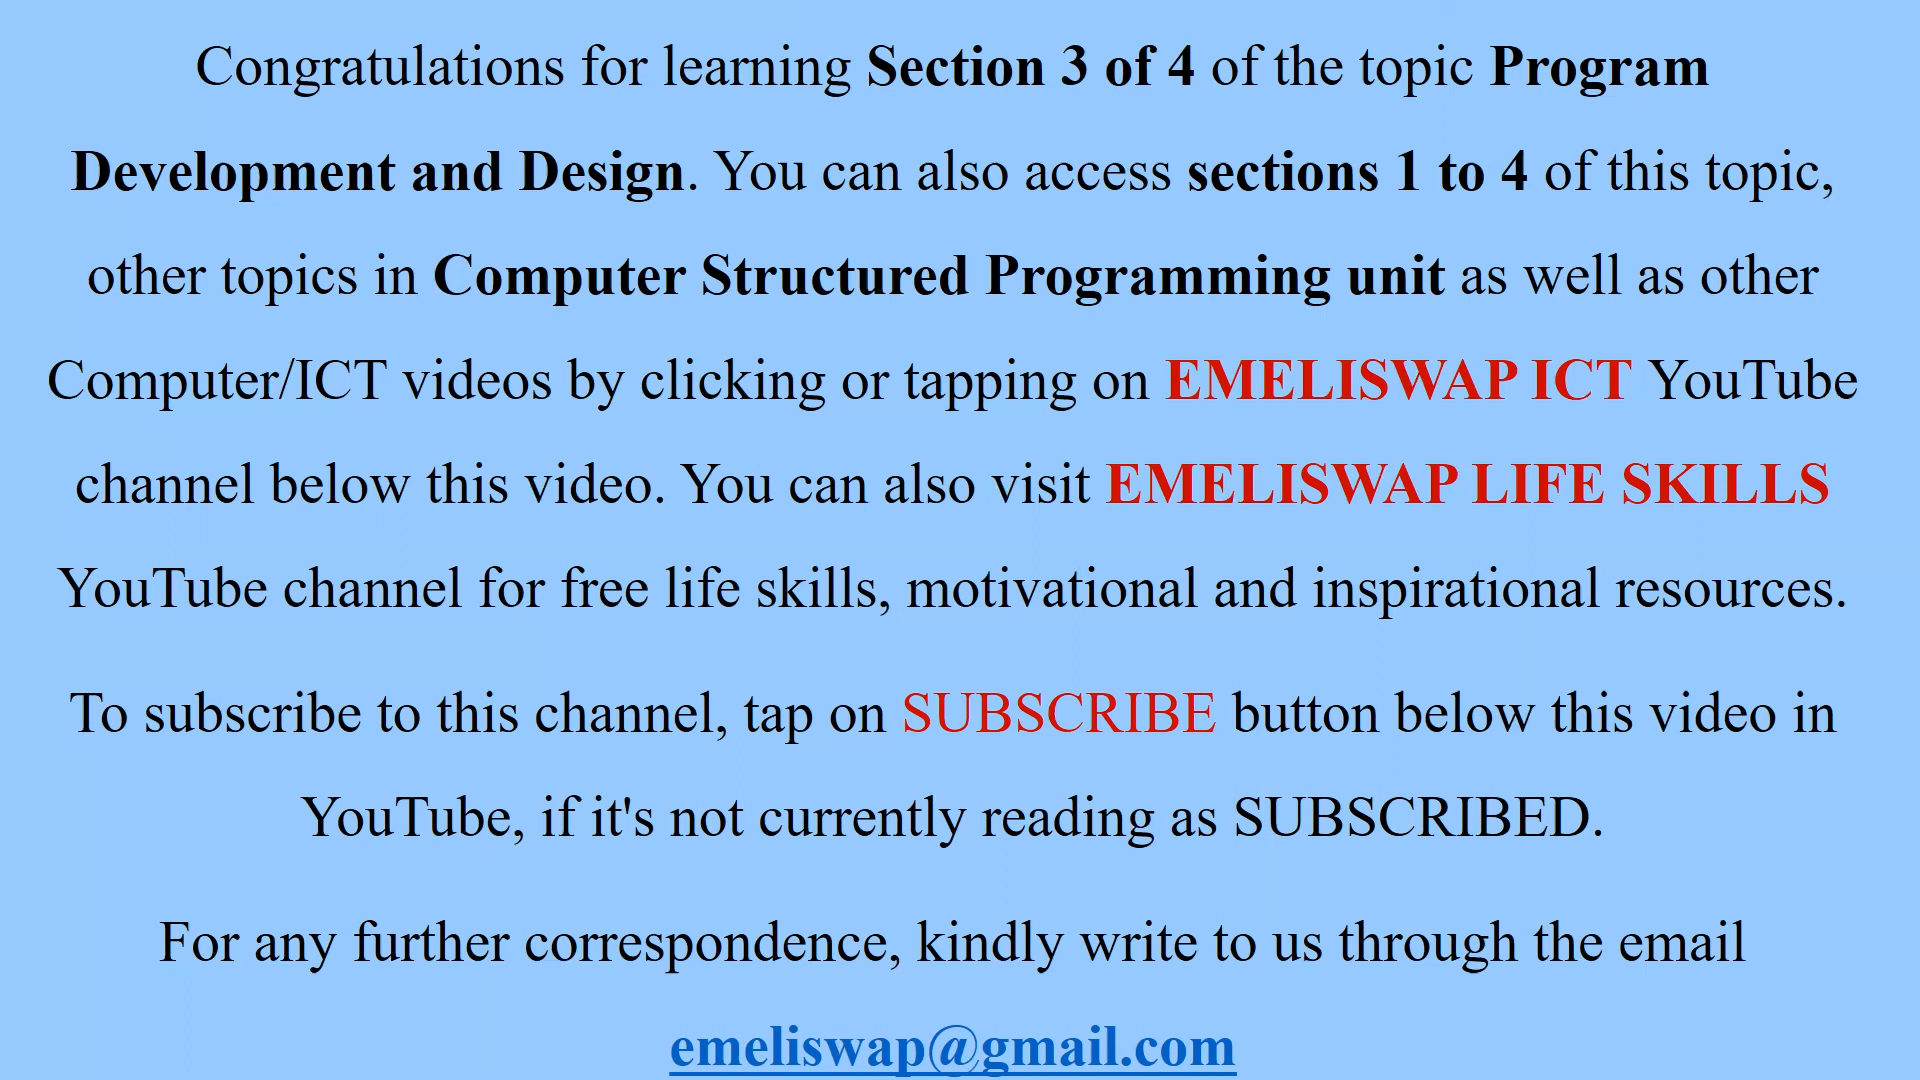 Congratulations for learning Section 3 of 4 of the topic Program
Development and Design. You can also access sections 1 to 4 of this topic,
other topics in Computer Structured Programming unit as well as other
Computer/ICT videos by clicking or tapping on EMELISWAP ICT YouTube
channel below this video. You can also visit EMELISWAP LIFE SKILLS
YouTube channel for free life skills, motivational and inspirational resources.
To subscribe to this channel, tap on SUBSCRIBE button below this video in
YouTube, if it's not currently reading as SUBSCRIBED.
For any further correspondence, kindly write to us through the email
emeliswap@gmail.com